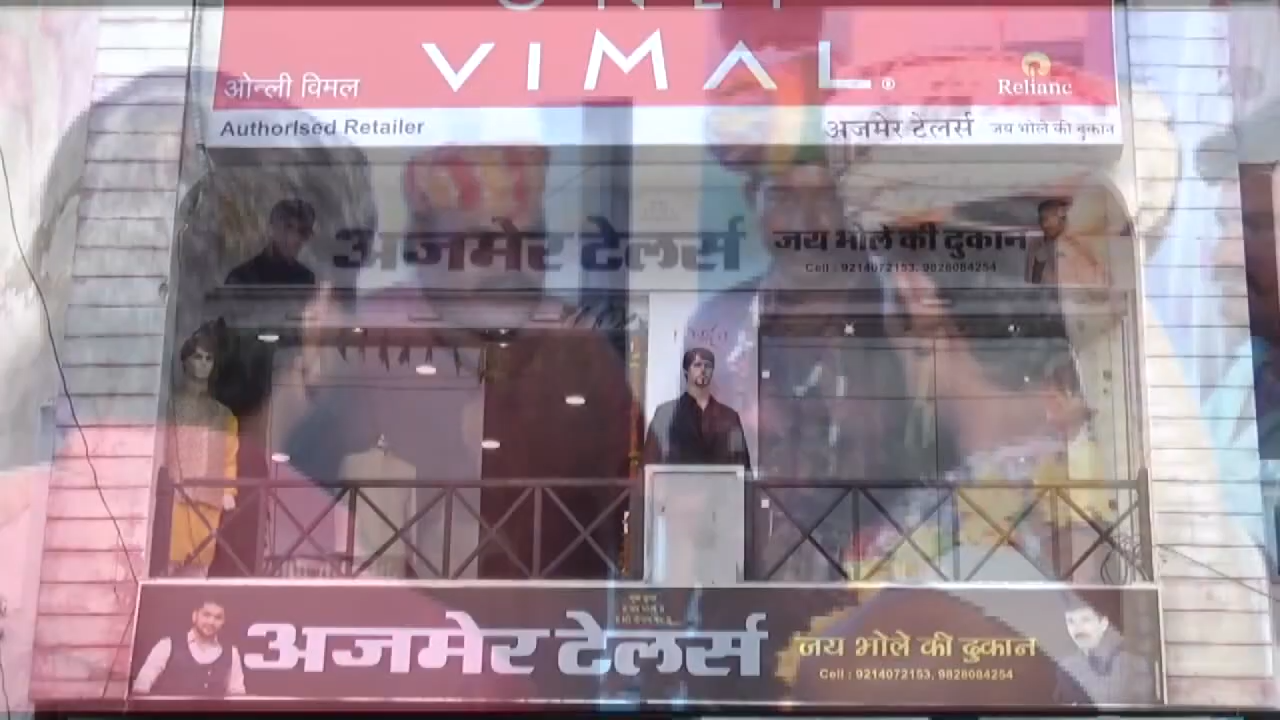 ONLY
VIMAL®
ओन्ली विमल
Reliance
Authorised Retailer
अजमेर टेलर्स जय भोले की दुकान
अजमेर टेलर्स जय भोले की दुकान
Cell : 9214072153, 9828084254
अजमेर टेलर्स जय भोले की दुकान
Cell : 9214072153, 9828084254